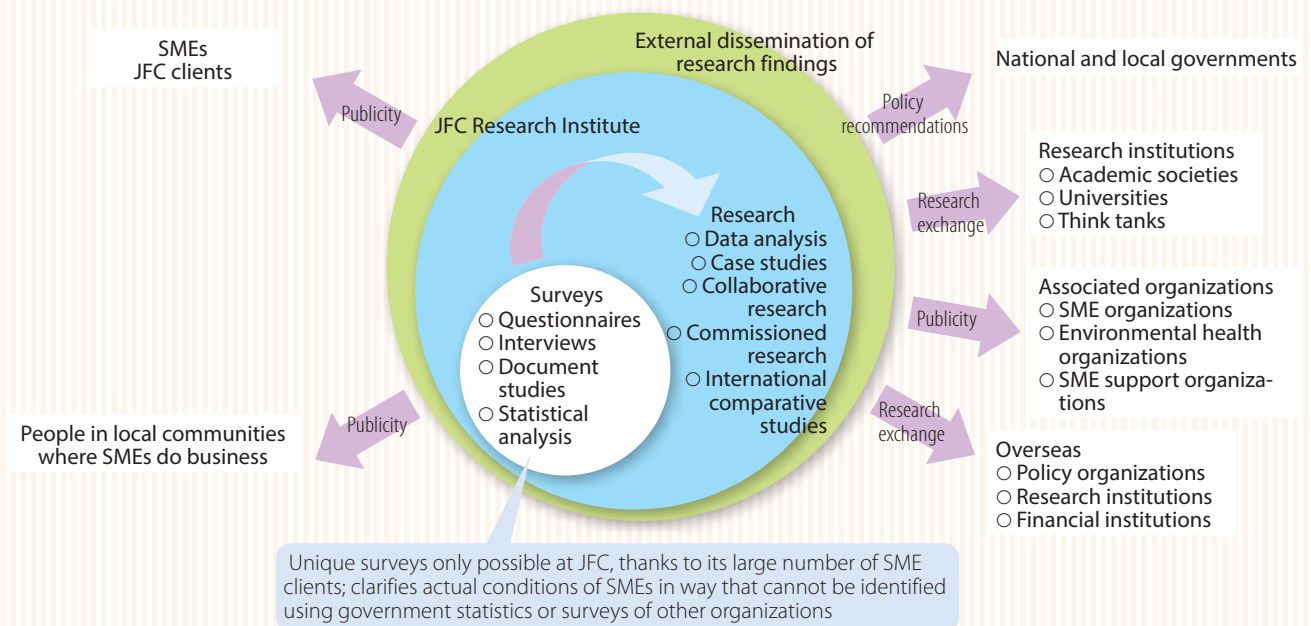 SMEs
JFC clients
Publicity
External dissemination of
research findings
JFC Research Institute
Policy
recommendations
National and local governments
Research institutions
○ Academic societies
○ Universities
○ Think tanks
Research
exchange
Research
○ Data analysis
○ Case studies
○ Collaborative
research
○ Commissioned
research
○ International
comparative
studies
Surveys
○ Questionnaires
○ Interviews
○ Document
studies
○ Statistical
analysis
Associated organizations
○ SME organizations
○ Environmental health
organizations
○ SME support organiza-
tions
Publicity
Publicity
People in local communities
where SMEs do business
Research
exchange
Overseas
○ Policy organizations
○ Research institutions
○ Financial institutions
Unique surveys only possible at JFC, thanks to its large number of SME
clients; clarifies actual conditions of SMEs in way that cannot be identified
using government statistics or surveys of other organizations